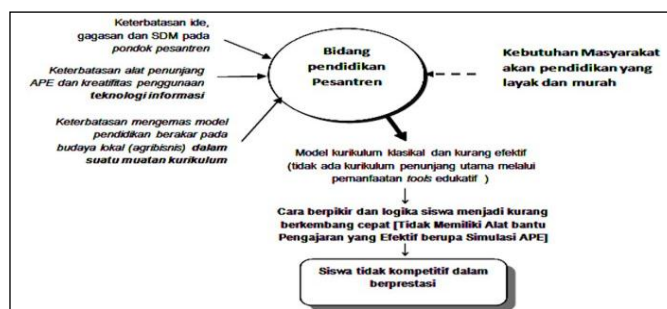 Keterbatasan ide,
gagasan dan SDM pada
pondok pesantren
Keterbatasan alat penunjang
APE dan kreatifitas penggunaan
teknologi informasi
Keterbatasan mengemas model
pendidikan berakar pada
budaya lokal (agribisnis) dalam
suatu muatan kurikulum
Bidang
pendidikan
Pesantren
Kebutuhan Masyarakat
akan pendidikan yang
layak dan murah
Model kurikulum klasikal dan kurang efektif
(tidak ada kurikulum penunjang utama melalui
pemanfaatan tools edukatif )
Cara berpikir dan logika siswa menjadi kurang
berkembang cepat [Tidak Memiliki Alat bantu
Pengajaran yang Efektif berupa Simulasi APE]
Siswa tidak kompetitif dalam
berprestasi